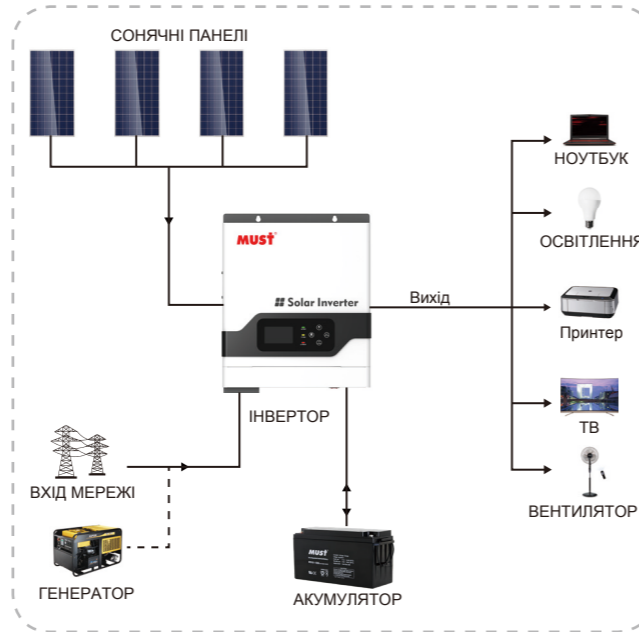 СОНЯЧНІ ПАНЕЛІ
НОУТБУК
MUST
ОСВІТЛЕННЯ
Solar Inverter
Вихід
Принтер
ІНВЕРТОР
ТВ
ВХІД МЕРЕЖІ
ВЕНТИЛЯТОР
MUST
ГЕНЕРАТОР
АКУМУЛЯТОР